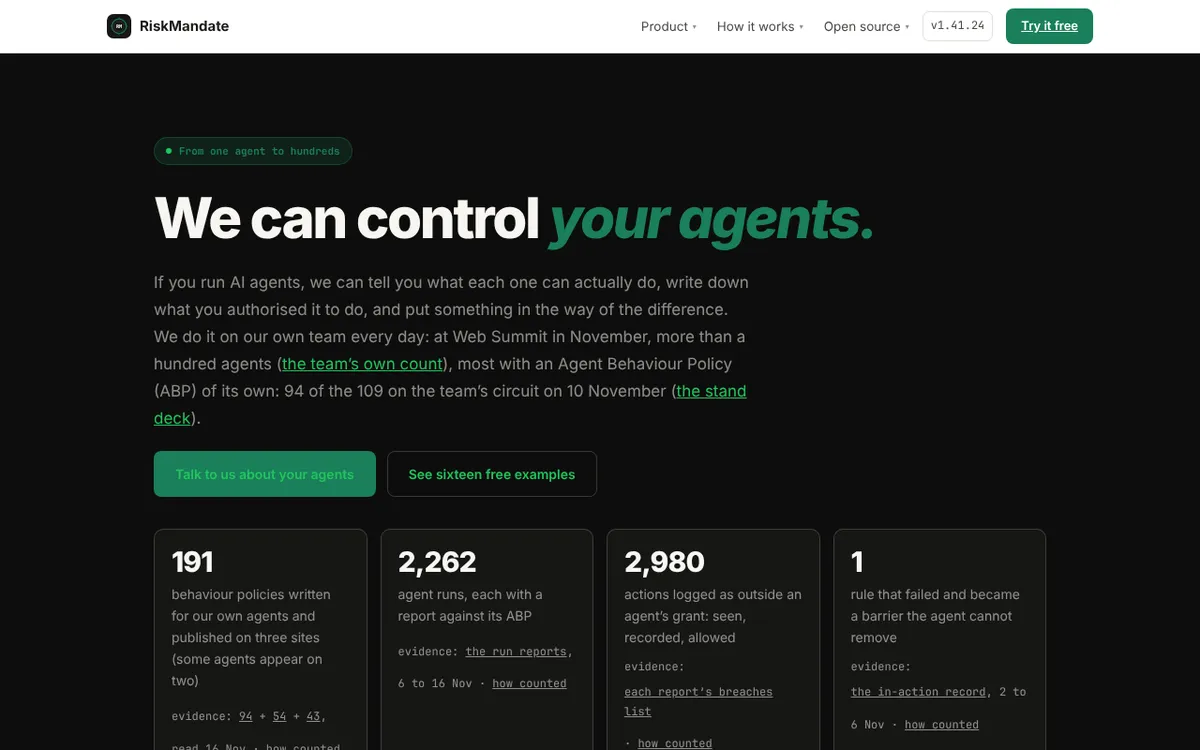 RiskMandate
Product
How it works
Open source
v1.41.24
Try it free
From one agent to hundreds
We can control your agents.
If you run AI agents, we can tell you what each one can actually do, write down
what you authorised it to do, and put something in the way of the difference.
We do it on our own team every day: at Web Summit in November, more than a
hundred agents (the team's own count), most with an Agent Behaviour Policy
(ABP) of its own: 94 of the 109 on the team's circuit on 10 November (the stand
deck).
Talk to us about your agents
See sixteen free examples
191
behaviour policies written
for our own agents and
published on three sites
(some agents appear on
two)
evidence: 94 + 54 + 43,
read 16 Nov · how counted
2,262
agent runs, each with a
report against its ABP
evidence: the run reports,
6 to 16 Nov · how counted
2,980
actions logged as outside an
agent's grant: seen,
recorded, allowed
evidence:
each report's breaches
list
· how counted
1
rule that failed and became
a barrier the agent cannot
remove
evidence:
the in-action record, 2 to
6 Nov · how counted